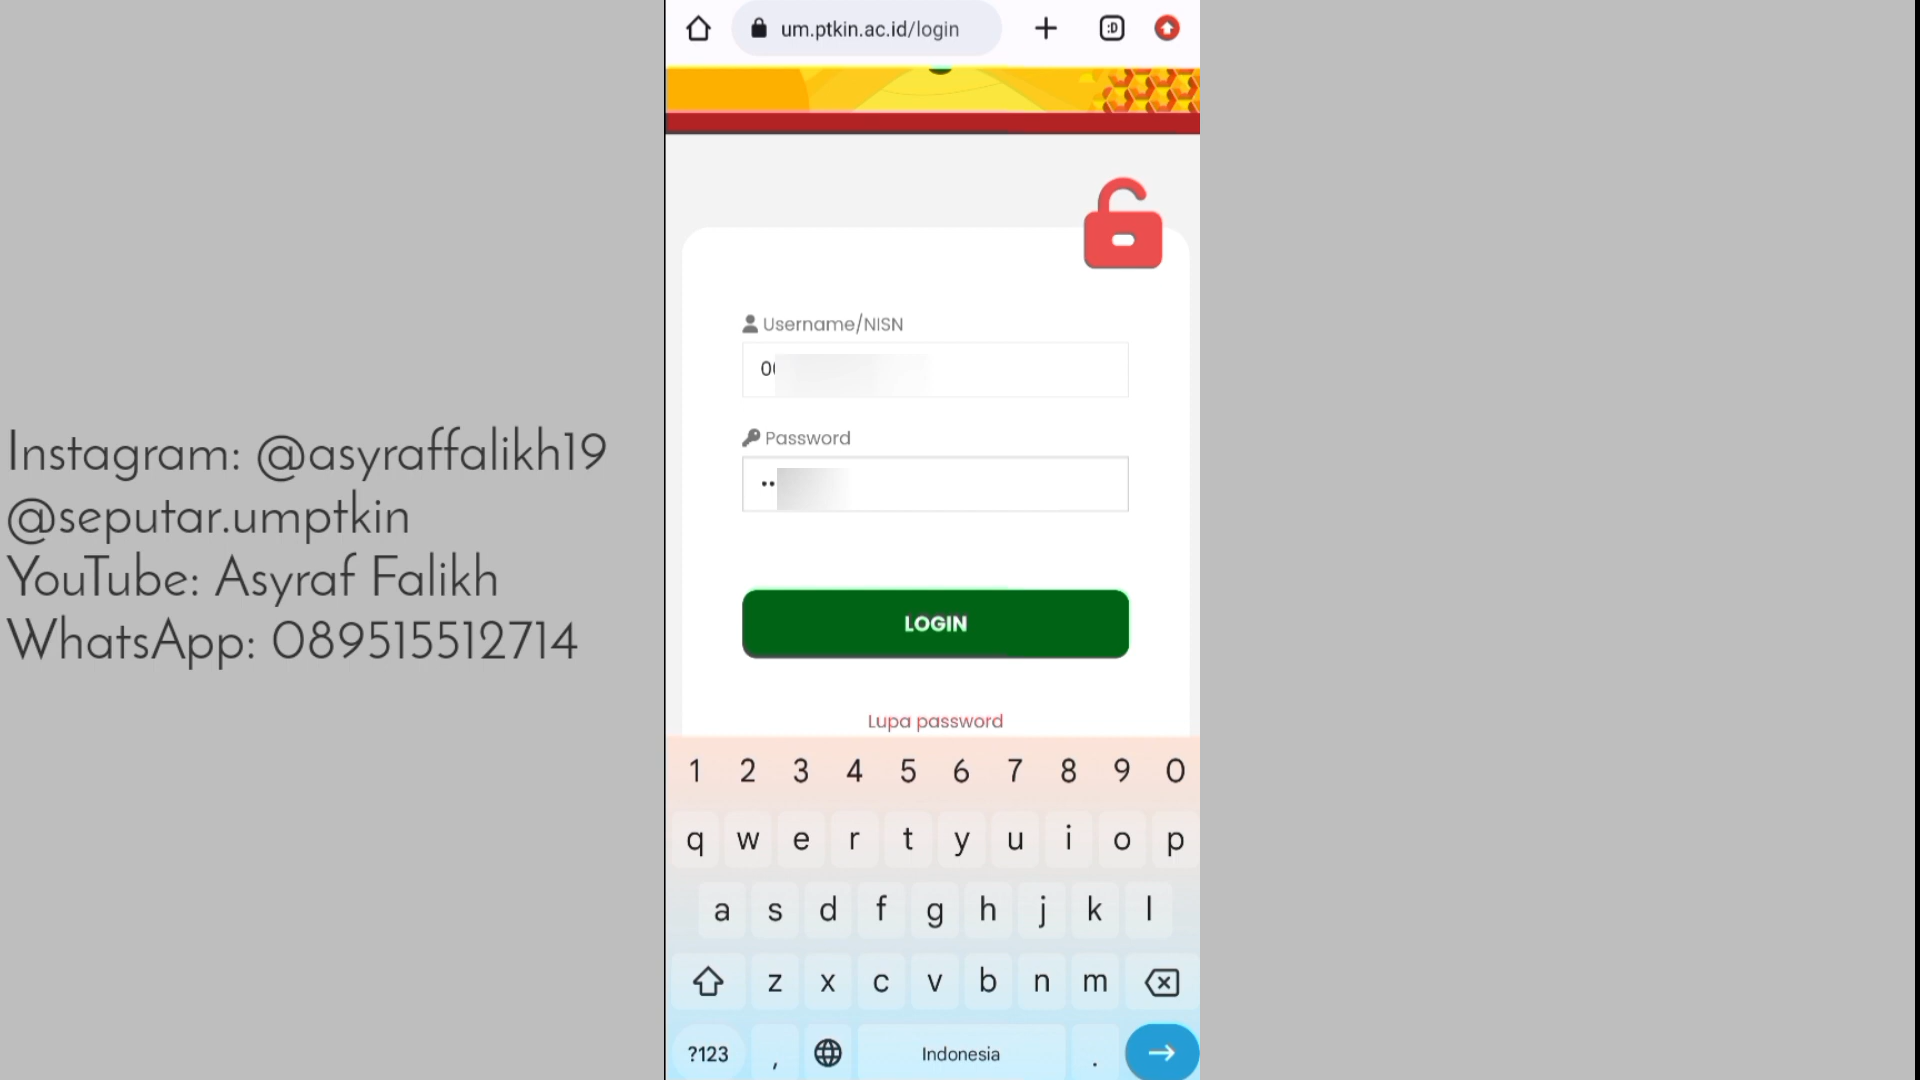 um.ptkin.ac.id/login
:D
Username/NISN
Password
LOGIN
Lupa password
Instagram: @asyraffalikh19
@seputar.umptkin
YouTube: Asyraf Falikh
WhatsApp: 089515512714
1 2 3 4 5 6 7 8 9 0
q w e r t y u i o p
a s d f g h j k l
z x c v b n m
?123 , Indonesia .